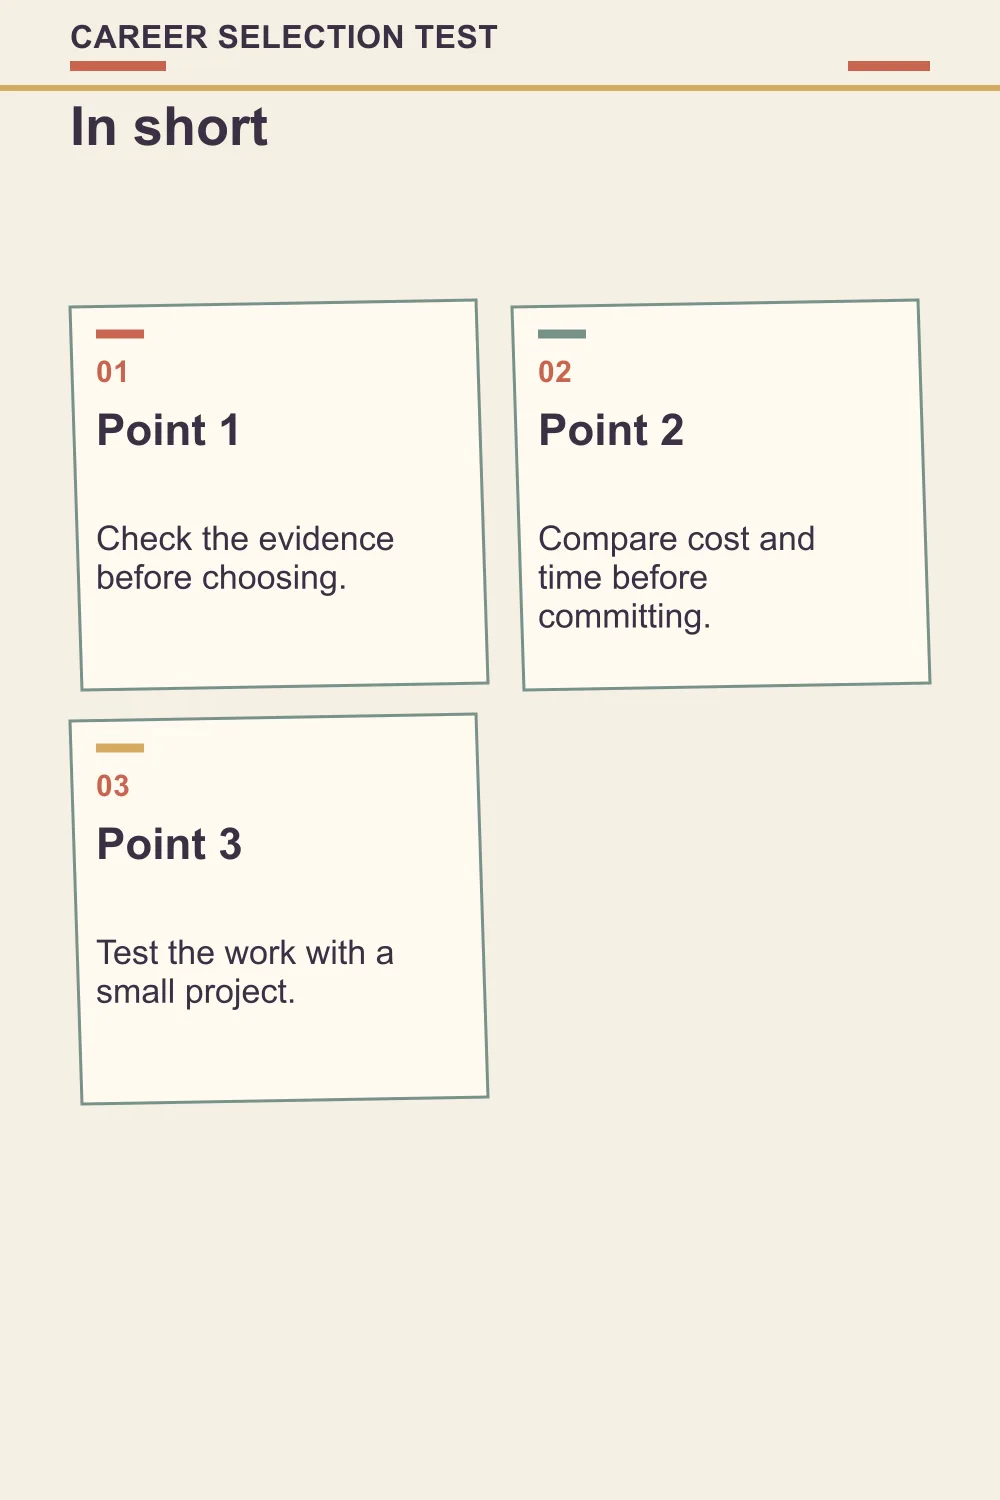 CAREER SELECTION TEST
In short
01
Point 1
Check the evidence
before choosing.
02
Point 2
Compare cost and
time before
committing.
03
Point 3
Test the work with a
small project.